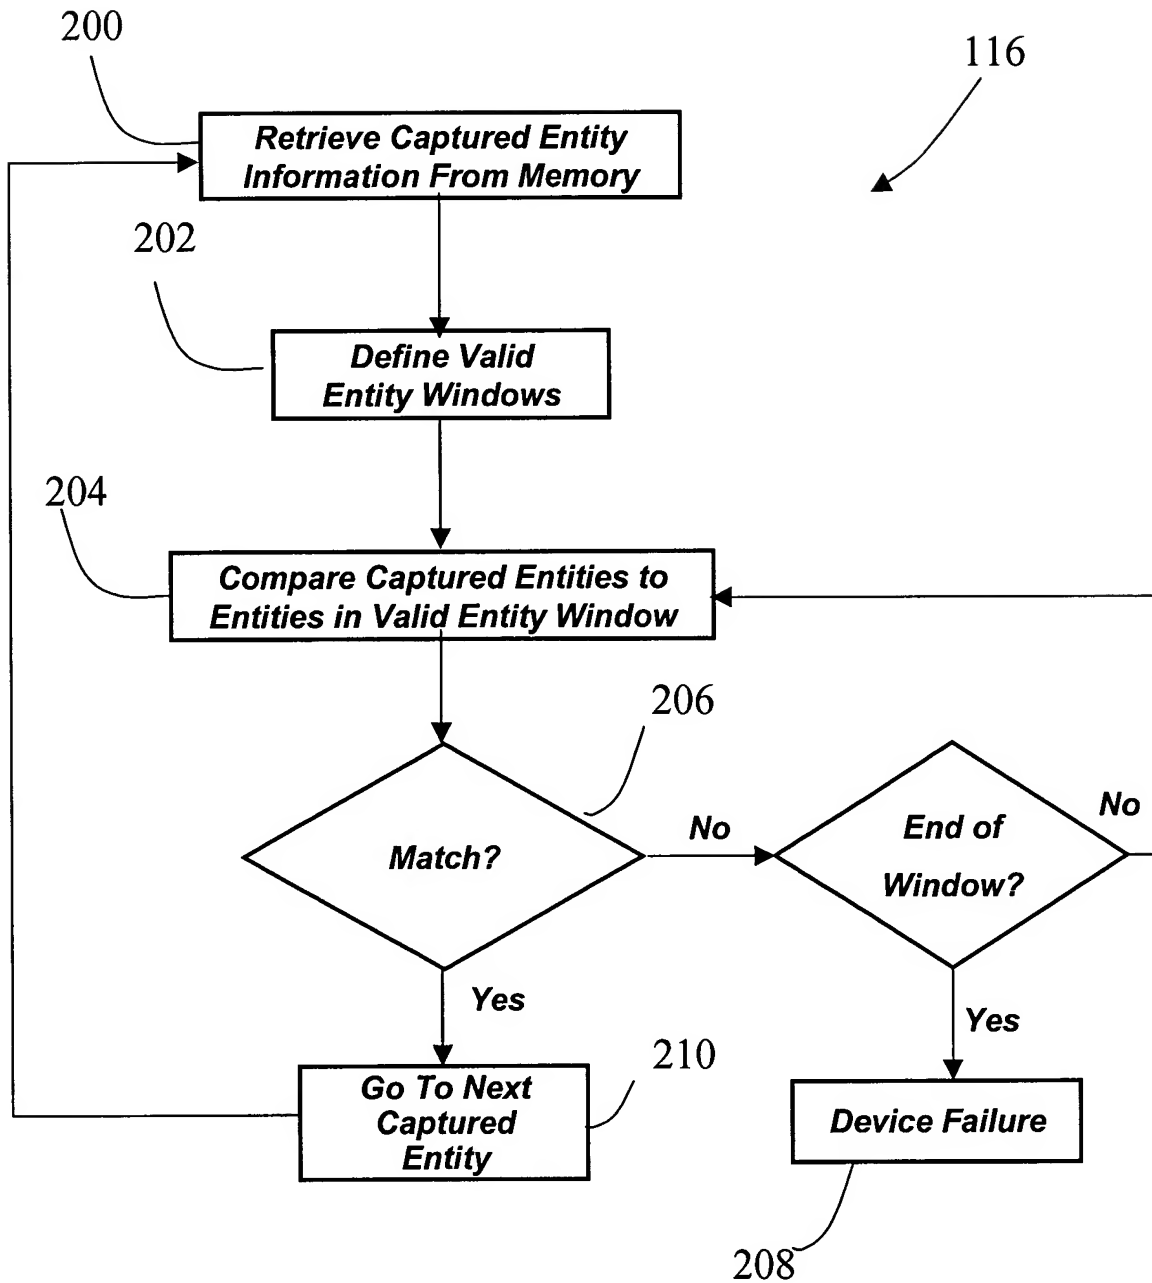 200
116
Retrieve Captured Entity
Information From Memory
202
Define Valid
Entity Windows
204
Compare Captured Entities to
Entities in Valid Entity Window
206
Match?
No
End of
Window?
No
Yes
Yes
210
Go To Next
Captured
Entity
Device Failure
208